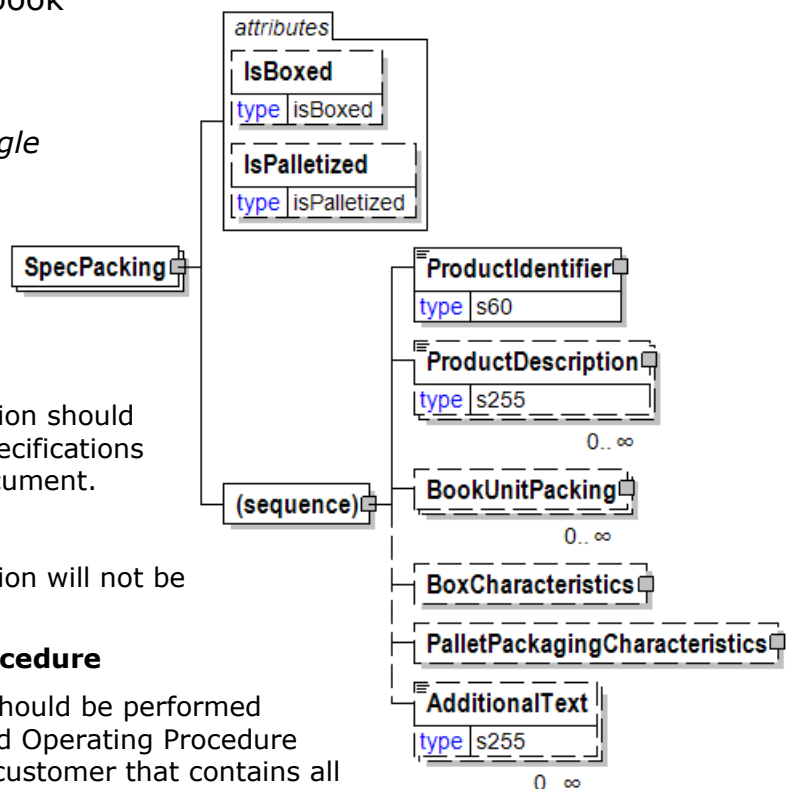 book
attributes
IsBoxed
type isBoxed
gle
IsPalletized
type isPalletized
SpecPacking
ProductIdentifier
type s60
ProductDescription
type s255
0.. ∞
ion should
ecifications
cument.
(sequence)
BookUnitPacking
0.. ∞
ion will not be
BoxCharacteristics
cedure
PalletPackagingCharacteristics
hould be performed
d Operating Procedure
customer that contains all
AdditionalText
type s255
0.. ∞